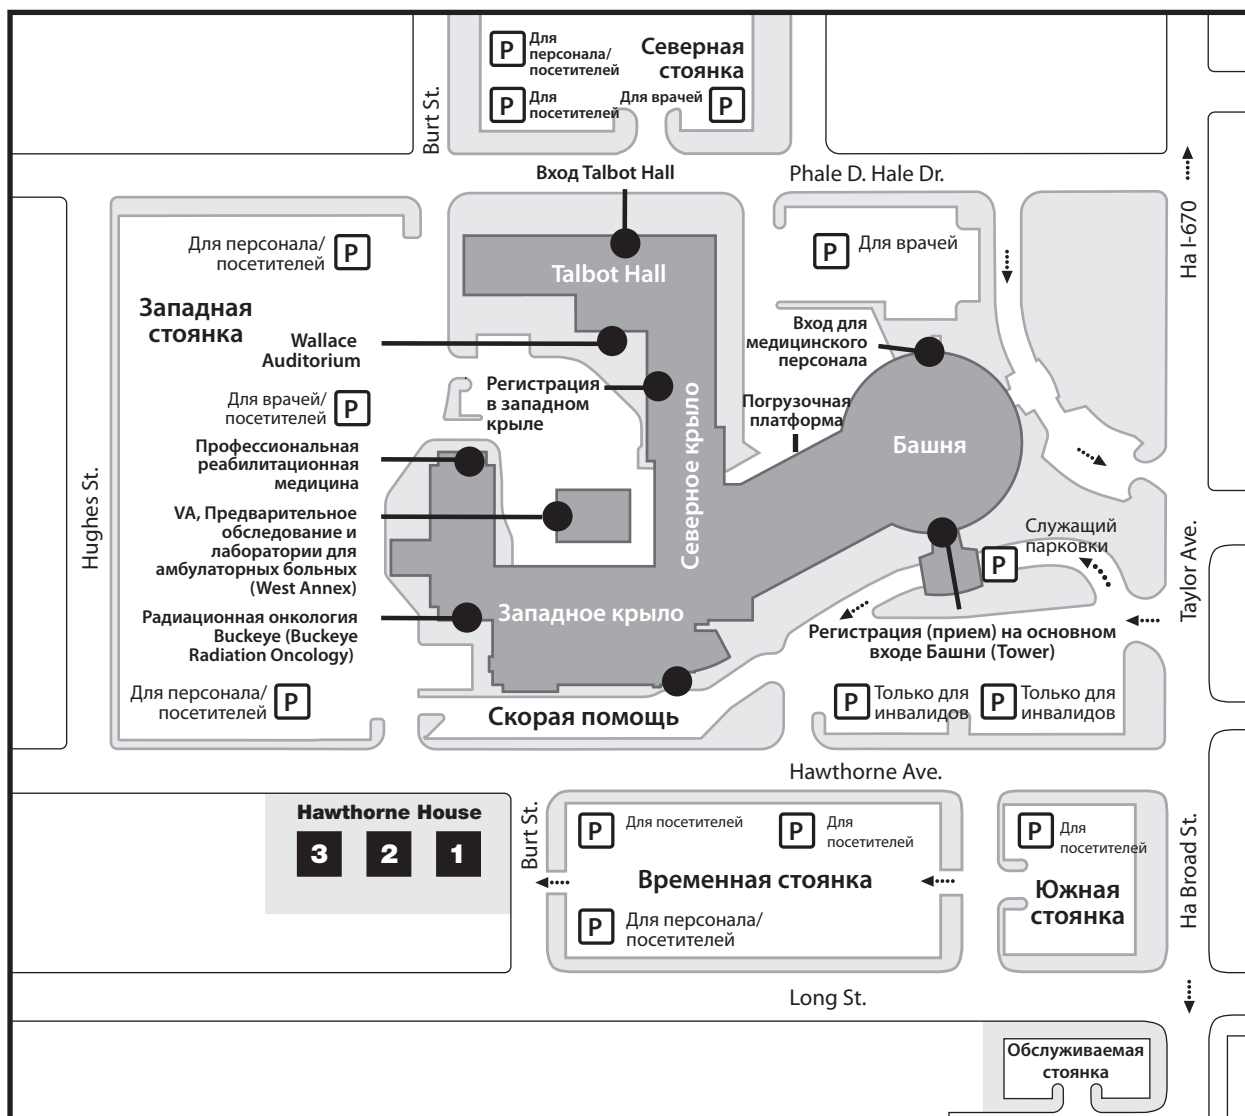 P
Для
персонала/
посетителей
P
Для
посетителей
Северная
стоянка
Для врачей
P
Burt St.
Вход Talbot Hall
Phale D. Hale Dr.
На I-670
Для персонала/
посетителей
P
Западная
стоянка
Talbot Hall
P
Для врачей
Wallace
Auditorium
Вход для
медицинского
персонала
Регистрация
в западном
крыле
Для врачей/
посетителей
P
Погрузочная
платформа
Северное крыло
Башня
Профессиональная
реабилитационная
медицина
Hughes St.
VA, Предварительное
обследование и
лаборатории для
амбулаторных больных
(West Annex)
Служащий
парковки
P
Taylor Ave.
Радиационная онкология
Buckeye (Buckeye
Radiation Oncology)
Западное крыло
Регистрация (прием) на основном
входе Башни (Tower)
Для персонала/
посетителей
P
Скорая помощь
P
Только для
инвалидов
P
Только для
инвалидов
Hawthorne Ave.
Hawthorne House
3
2
1
Burt St.
P
Для посетителей
P
Для
посетителей
Временная стоянка
P
Для персонала/
посетителей
P
Для
посетителей
Южная
стоянка
На Broad St.
Long St.
Обслуживаемая
стоянка